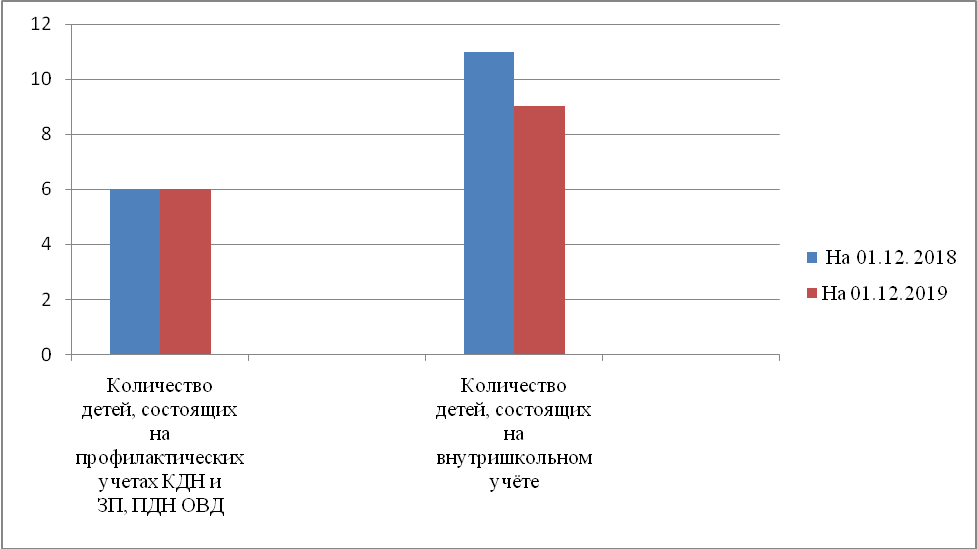 12
10
8
6
4
2
0
На 01.12. 2018
На 01.12.2019
Количество
детей, состоящих
на
профилактических
учетах КДН и
ЗП, ПДН ОВД
Количество
детей, состоящих
на
внутришкольном
учёте